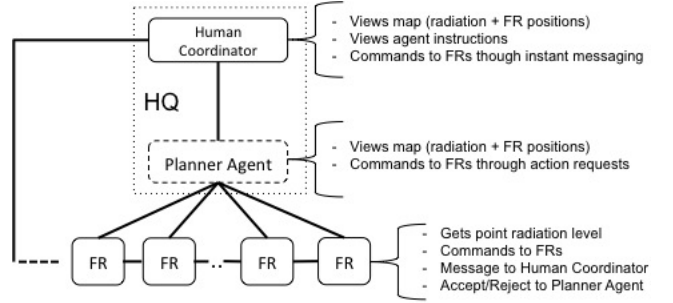 Human
Coordinator
- Views map (radiation + FR positions)
- Views agent instructions
- Commands to FRs though instant messaging
HQ
Planner Agent
- Views map (radiation + FR positions)
- Commands to FRs through action requests
FR
FR
..
FR
FR
- Gets point radiation level
- Commands to FRs
- Message to Human Coordinator
- Accept/Reject to Planner Agent